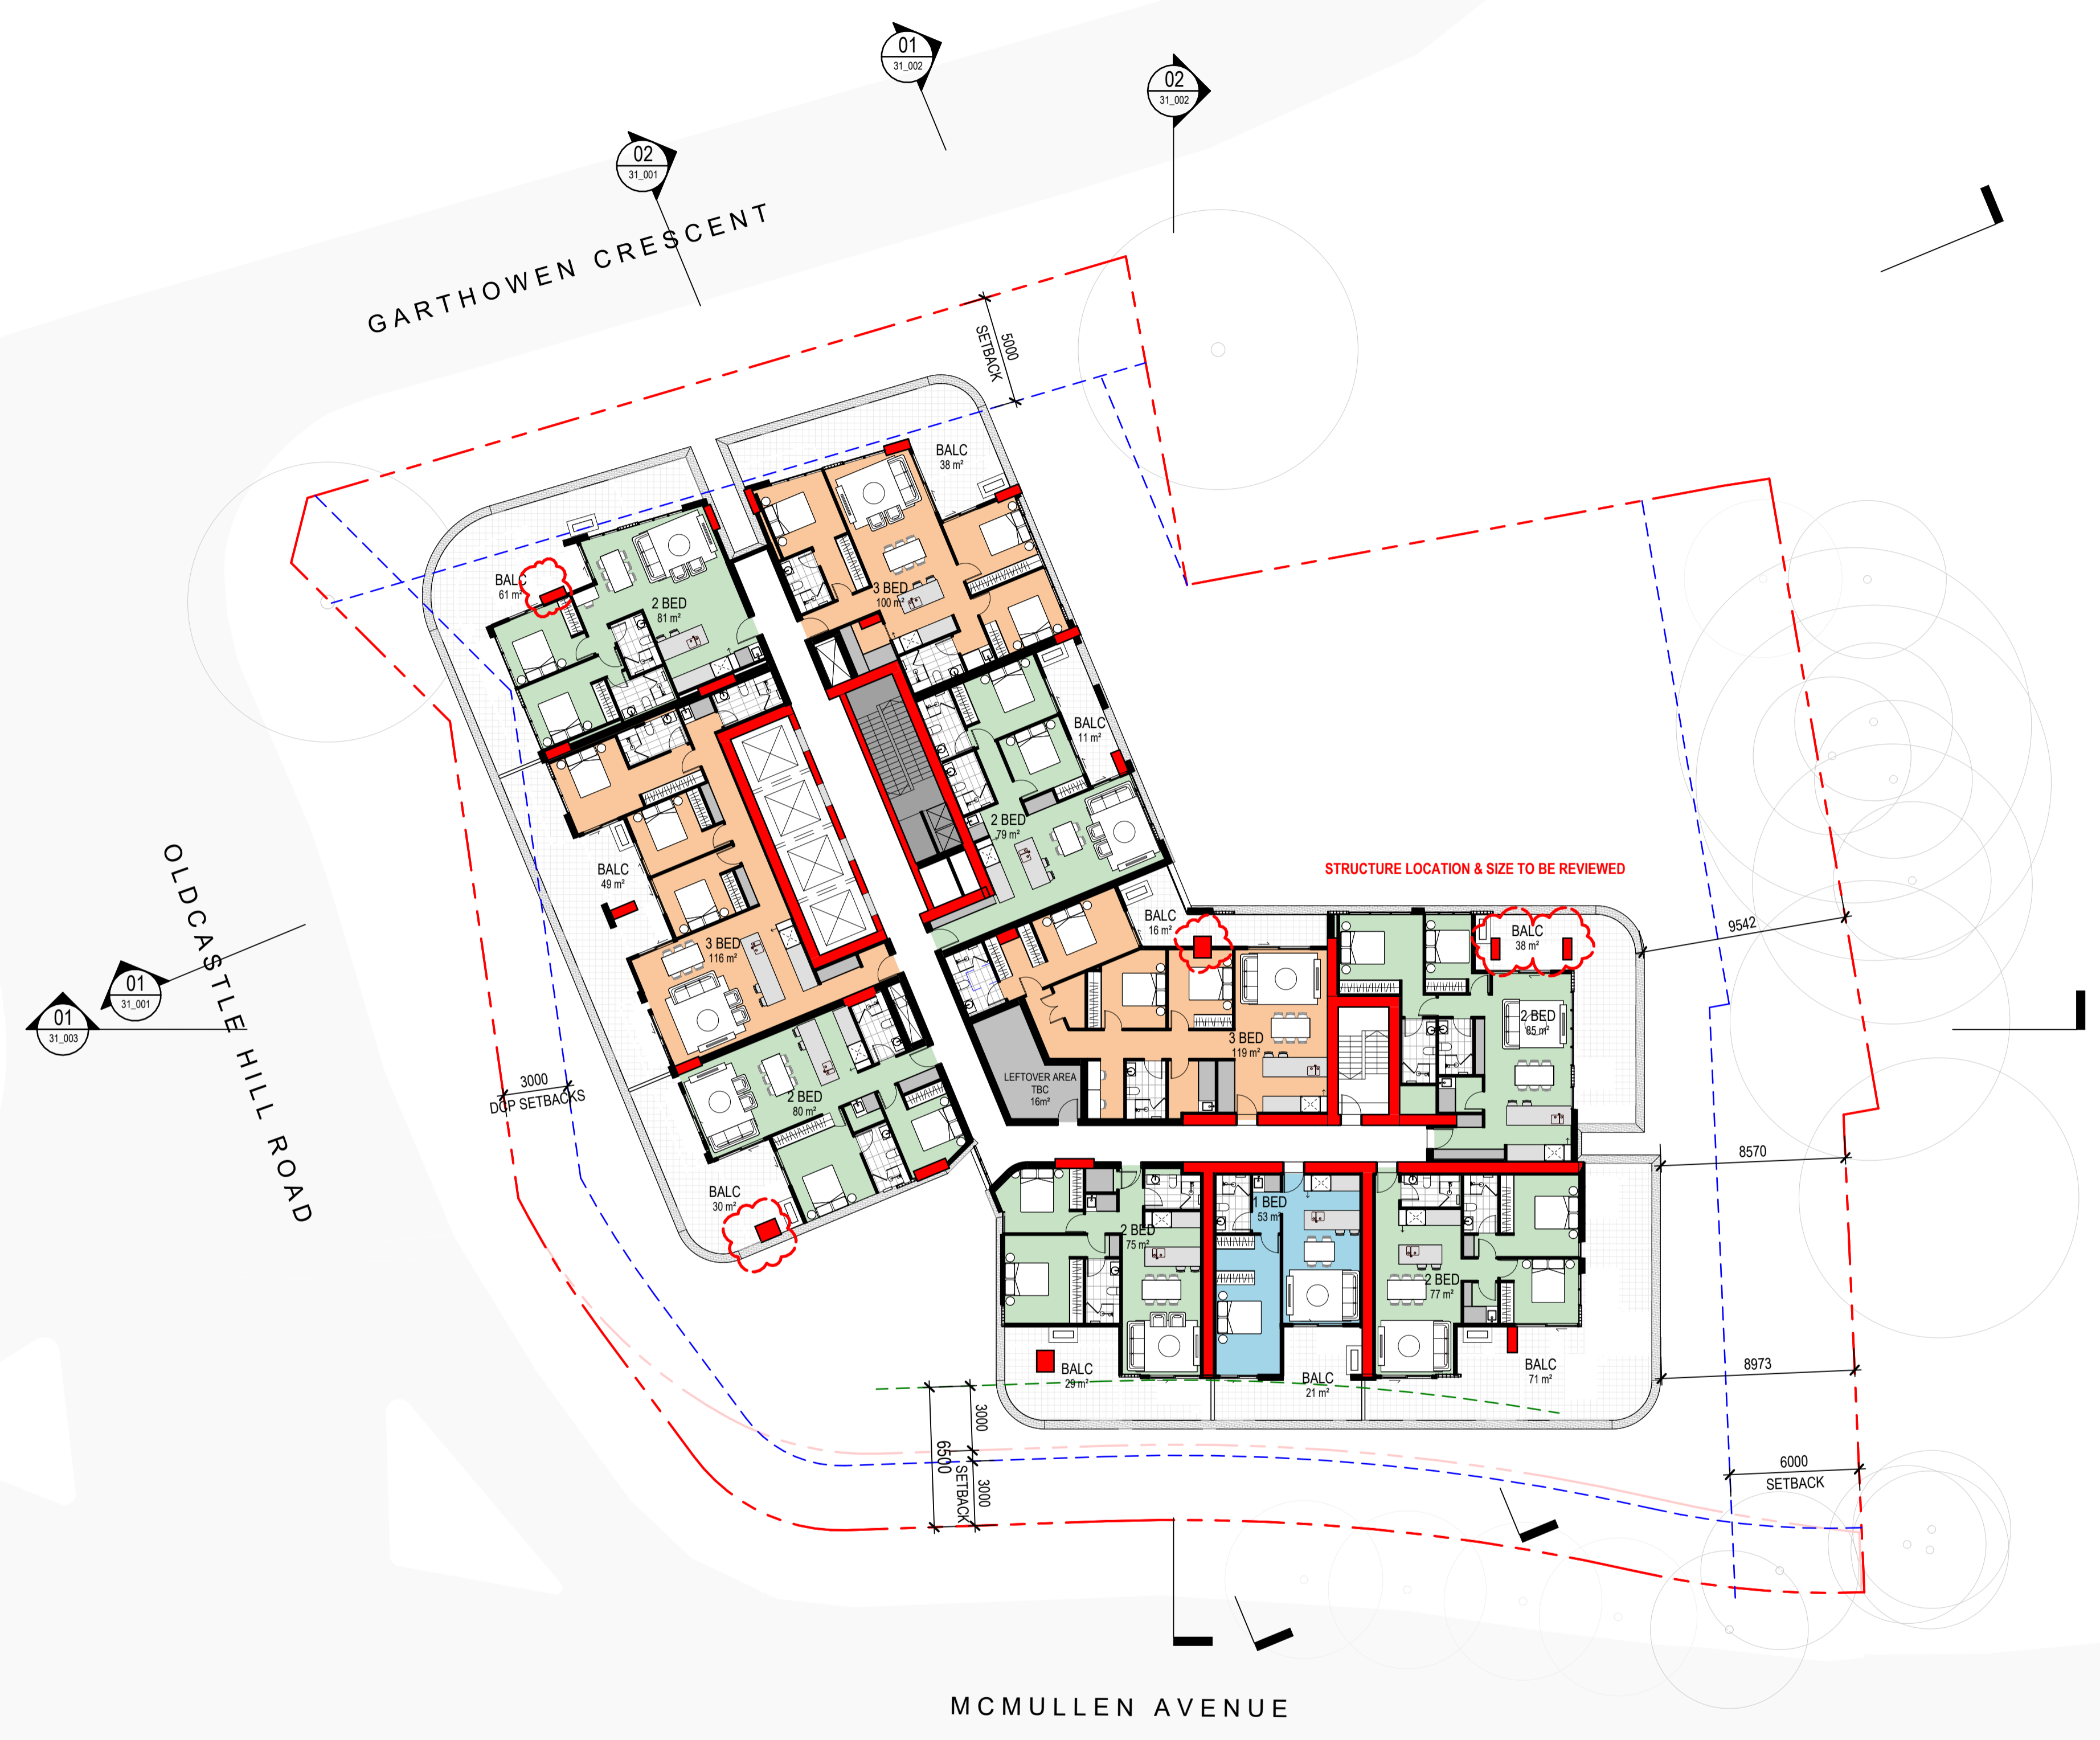 01
31_002
02
31_002
02
31_001
GARTHOWEN CRESCENT
5000
SETBACK
BALC
38 m²
BALC
61 m²
2 BED
81 m²
3 BED
100 m²
BALC
11 m²
2 BED
79 m²
OLDCASTLE HILL ROAD
BALC
49 m²
STRUCTURE LOCATION & SIZE TO BE REVIEWED
BALC
16 m²
BALC
38 m²
9542
3 BED
116 m²
01
31_001
01
31_003
2 BED
85 m²
3 BED
119 m²
LEFTOVER AREA
TBC
16m²
3000
DCP SETBACKS
2 BED
80 m²
8570
BALC
30 m²
1 BED
53 m²
2 BED
75 m²
2 BED
77 m²
BALC
29 m²
BALC
21 m²
BALC
71 m²
8973
3000
6500
SETBACK
3000
6000
SETBACK
MCMULLEN AVENUE